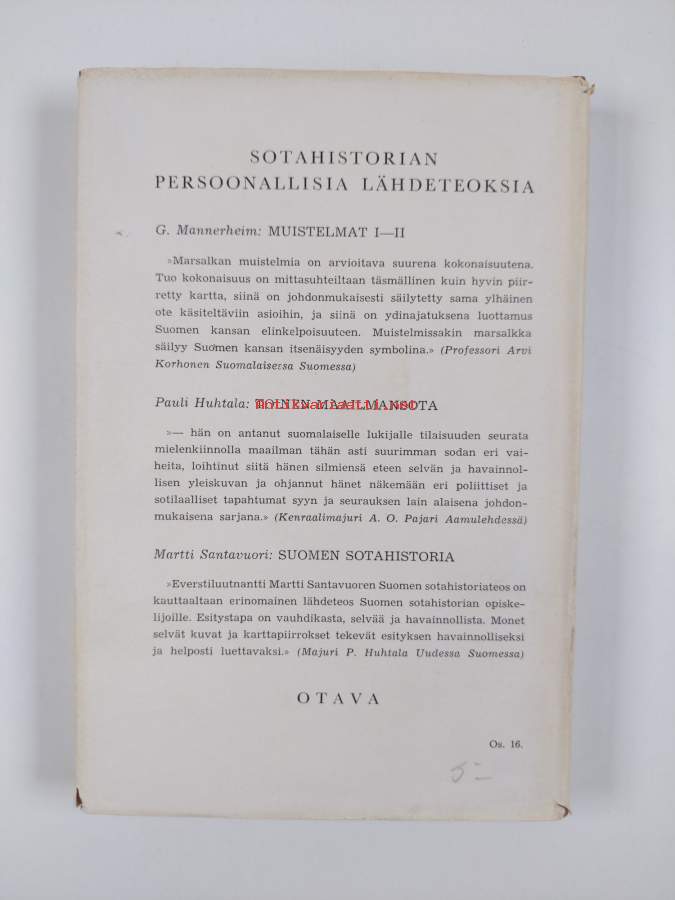 SOTAHISTORIAN
PERSOONALLISIA LÄHDETEOKSIA
G. Mannerheim: MUISTELMAT I—II
»Marsalkan muistelmia on arvioitava suurena kokonaisuutena.
Tuo kokonaisuus on mittasuhteiltaan täsmällinen kuin hyvin piir-
retty kartta, siinä on johdonmukaisesti säilytetty sama ylhäinen
ote käsiteltäviin asioihin, ja siinä on ydinajatuksena luottamus
Suomen kansan elinkelpoisuuteen. Muistelmissakin marsalkka
säilyy Suomen kansan itsenäisyyden symbolina.» (Professori Arvi
Korhonen Suomalaisessa Suomessa)
Pauli Huhtala: TOINEN MAAILMANSOTA
Antikvariaatti.net
»— hän on antanut suomalaiselle lukijalle tilaisuuden seurata
mielenkiinnolla maailman tähän asti suurimman sodan eri vai-
heita, loihtinut siitä hänen silmiensä eteen selvän ja havainnol-
lisen yleiskuvan ja ohjannut hänet näkemään eri poliittiset ja
sotilaalliset tapahtumat syyn ja seurauksen lain alaisena johdon-
mukaisena sarjana.» (Kenraalimajuri A. O. Pajari Aamulehdessä)
Martti Santavuori: SUOMEN SOTAHISTORIA
»Everstiluutnantti Martti Santavuoren Suomen sotahistoriateos on
kauttaaltaan erinomainen lähdeteos Suomen sotahistorian opiske-
lijoille. Esitystapa on vauhdikasta, selvää ja havainnollista. Monet
selvät kuvat ja karttapiirrokset tekevät esityksen havainnolliseksi
ja helposti luettavaksi.» (Majuri P. Huhtala Uudessa Suomessa)
OTAVA
Os. 16.
5-